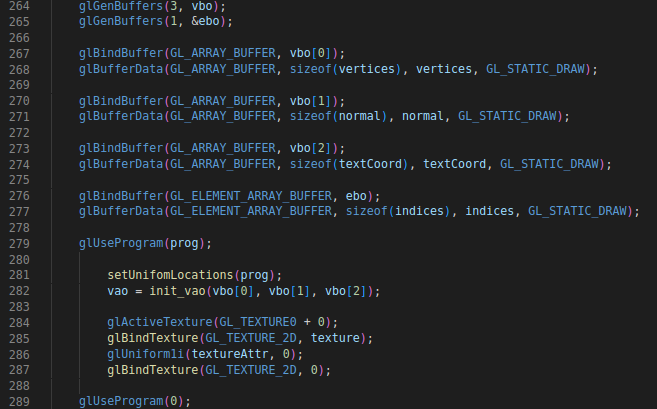 264 glGenBuffers(3, vbo);
265 glGenBuffers(1, &ebo);
266
267 glBindBuffer(GL_ARRAY_BUFFER, vbo[0]);
268 glBufferData(GL_ARRAY_BUFFER, sizeof(vertices), vertices, GL_STATIC_DRAW);
269
270 glBindBuffer(GL_ARRAY_BUFFER, vbo[1]);
271 glBufferData(GL_ARRAY_BUFFER, sizeof(normal), normal, GL_STATIC_DRAW);
272
273 glBindBuffer(GL_ARRAY_BUFFER, vbo[2]);
274 glBufferData(GL_ARRAY_BUFFER, sizeof(textCoord), textCoord, GL_STATIC_DRAW);
275
276 glBindBuffer(GL_ELEMENT_ARRAY_BUFFER, ebo);
277 glBufferData(GL_ELEMENT_ARRAY_BUFFER, sizeof(indices), indices, GL_STATIC_DRAW);
278
279 glUseProgram(prog);
280
281 setUnifomLocations(prog);
282 vao = init_vao(vbo[0], vbo[1], vbo[2]);
283
284 glActiveTexture(GL_TEXTURE0 + 0);
285 glBindTexture(GL_TEXTURE_2D, texture);
286 glUniform1i(textureAttr, 0);
287 glBindTexture(GL_TEXTURE_2D, 0);
288
289 glUseProgram(0);